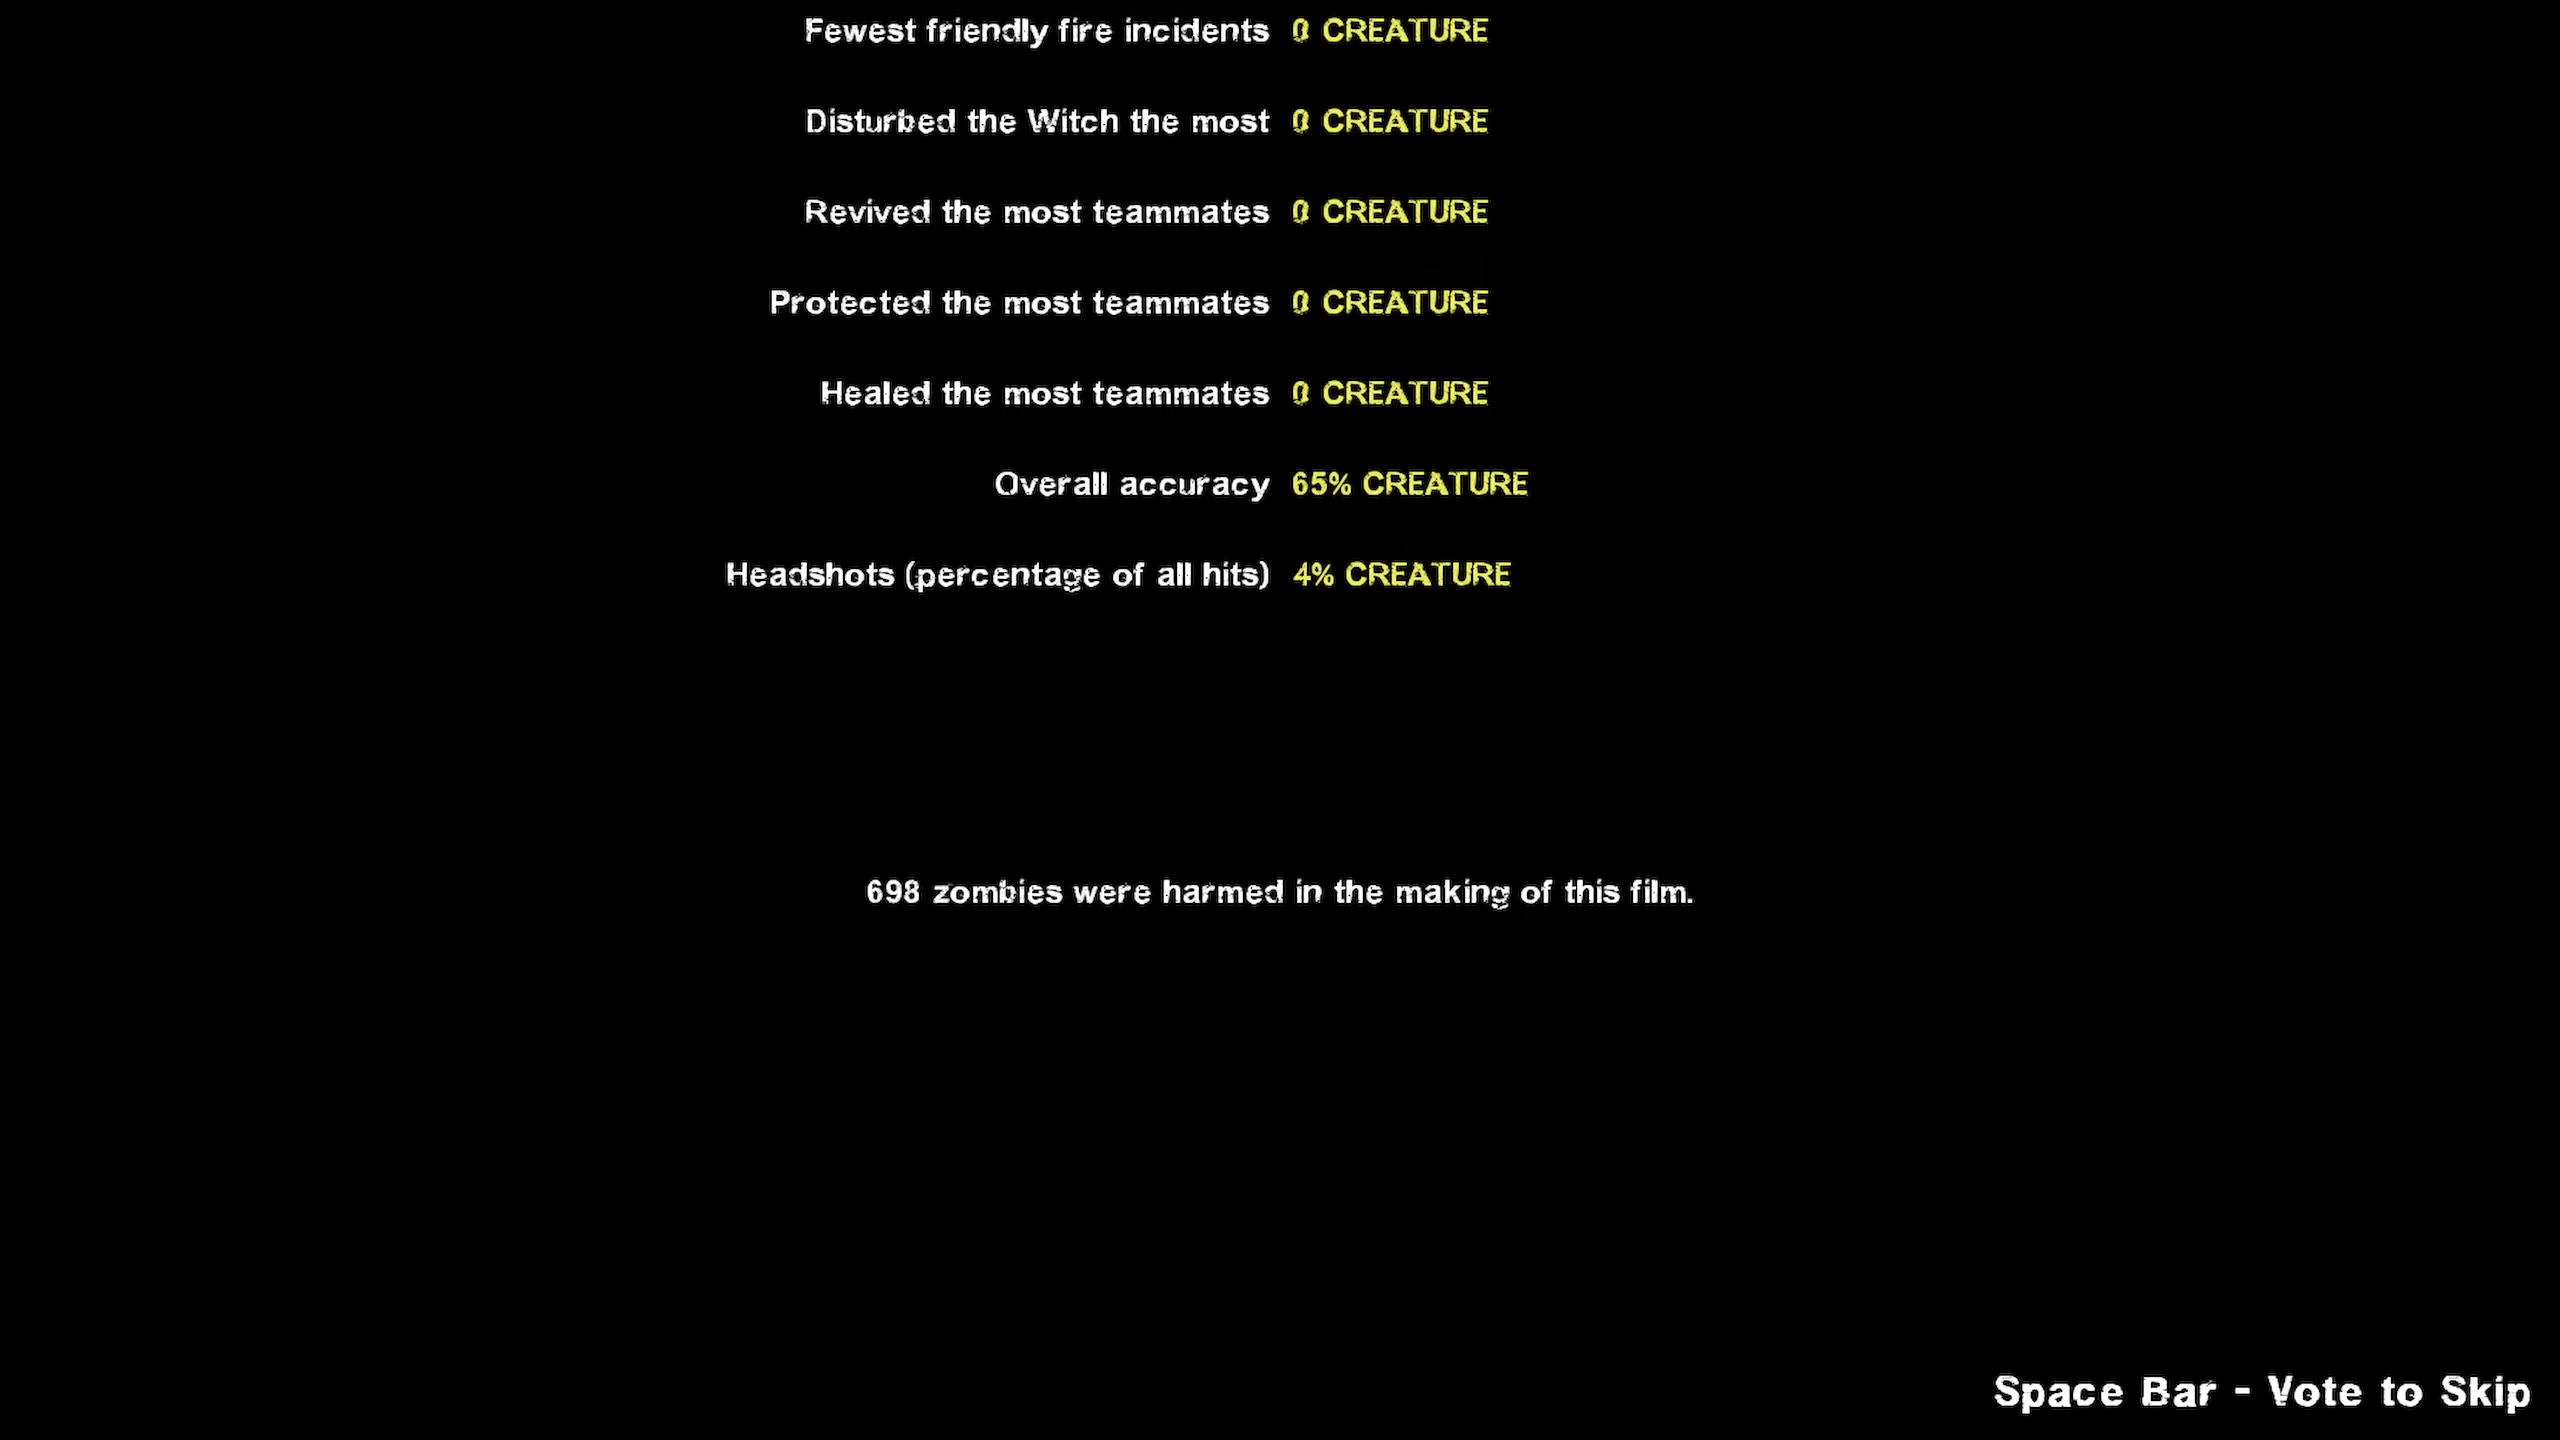 Fewest friendly fire incidents 0 CREATURE
Disturbed the Witch the most 0 CREATURE
Revived the most teammates 0 CREATURE
Protected the most teammates 0 CREATURE
Healed the most teammates 0 CREATURE
Overall accuracy 65% CREATURE
Headshots (percentage of all hits) 4% CREATURE
698 zombies were harmed in the making of this film.
Space Bar - Vote to Skip